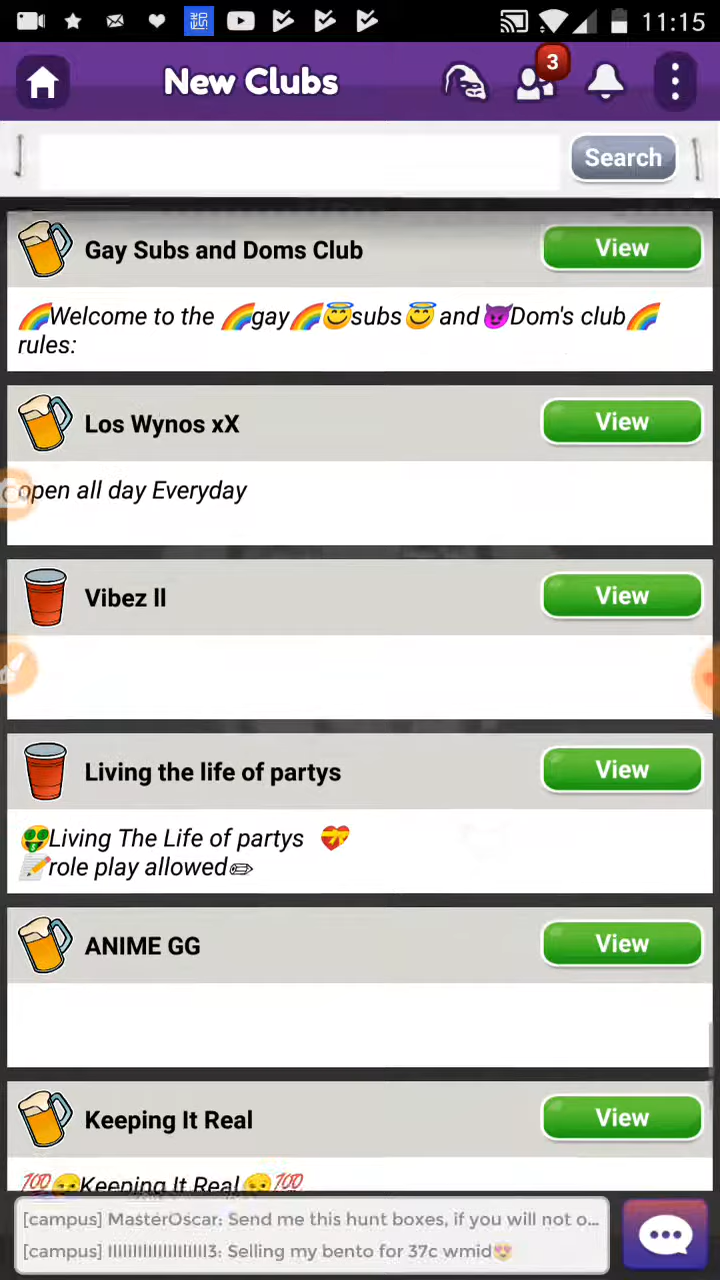 11:15
New Clubs
3
Search
Gay Subs and Doms Club
View
🌈Welcome to the 🌈gay🌈😇subs😇 and 😈Dom's club🌈
rules:
Los Wynos xX
View
open all day Everyday
Vibez ll
View
Living the life of partys
View
🤑Living The Life of partys 💝
📝role play allowed✏
ANIME GG
View
Keeping It Real
View
💯😏Keeping It Real😏💯
[campus] MasterOscar: Send me this hunt boxes, if you will not o...
[campus] lllllllllllllllllll3: Selling my bento for 37c wmid😍